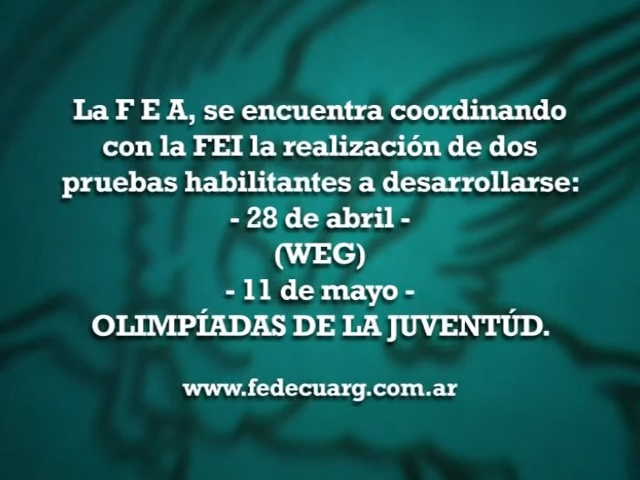 La F E A, se encuentra coordinando
con la FEI la realización de dos
pruebas habilitantes a desarrollarse:
- 28 de abril -
(WEG)
- 11 de mayo -
OLIMPÍADAS DE LA JUVENTÚD.
www.fedecuarg.com.ar